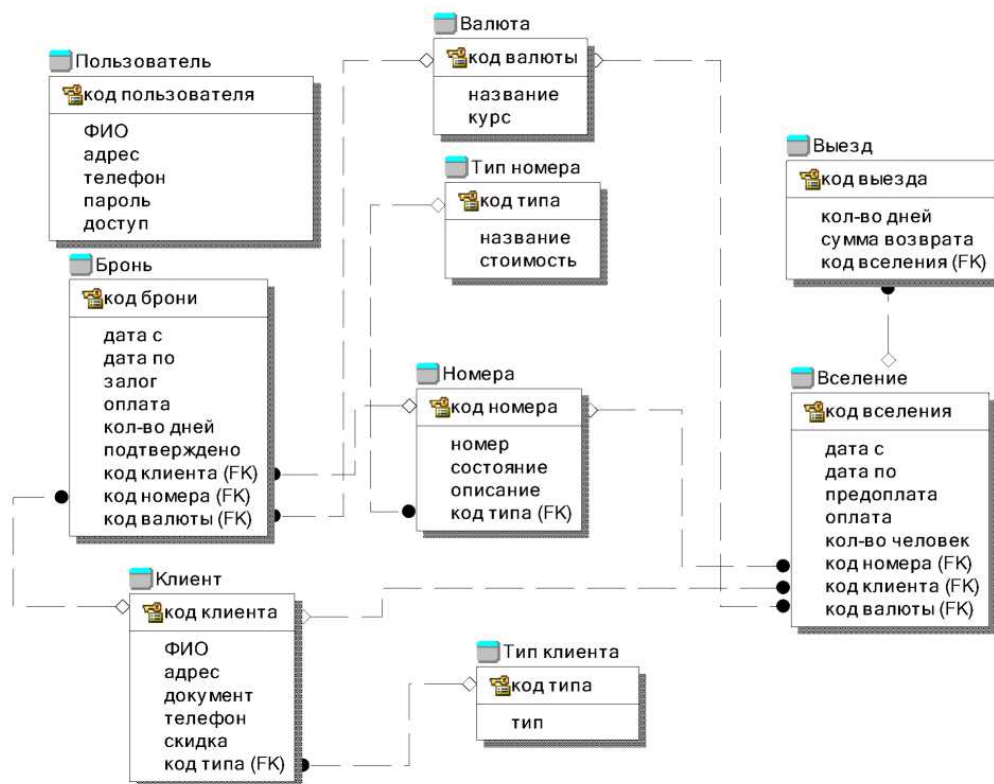 Валюта
код валюты
название
курс
Пользователь
код пользователя
ФИО
адрес
телефон
пароль
доступ
Тип номера
код типа
название
стоимость
Выезд
код выезда
кол-во дней
сумма возврата
код вселения (FK)
Бронь
код брони
дата с
дата по
залог
оплата
кол-во дней
подтверждено
код клиента (FK)
код номера (FK)
код валюты (FK)
Номера
код номера
номер
состояние
описание
код типа (FK)
Вселение
код вселения
дата с
дата по
предоплата
оплата
кол-во человек
код номера (FK)
код клиента (FK)
код валюты (FK)
Клиент
код клиента
ФИО
адрес
документ
телефон
скидка
код типа (FK)
Тип клиента
код типа
тип